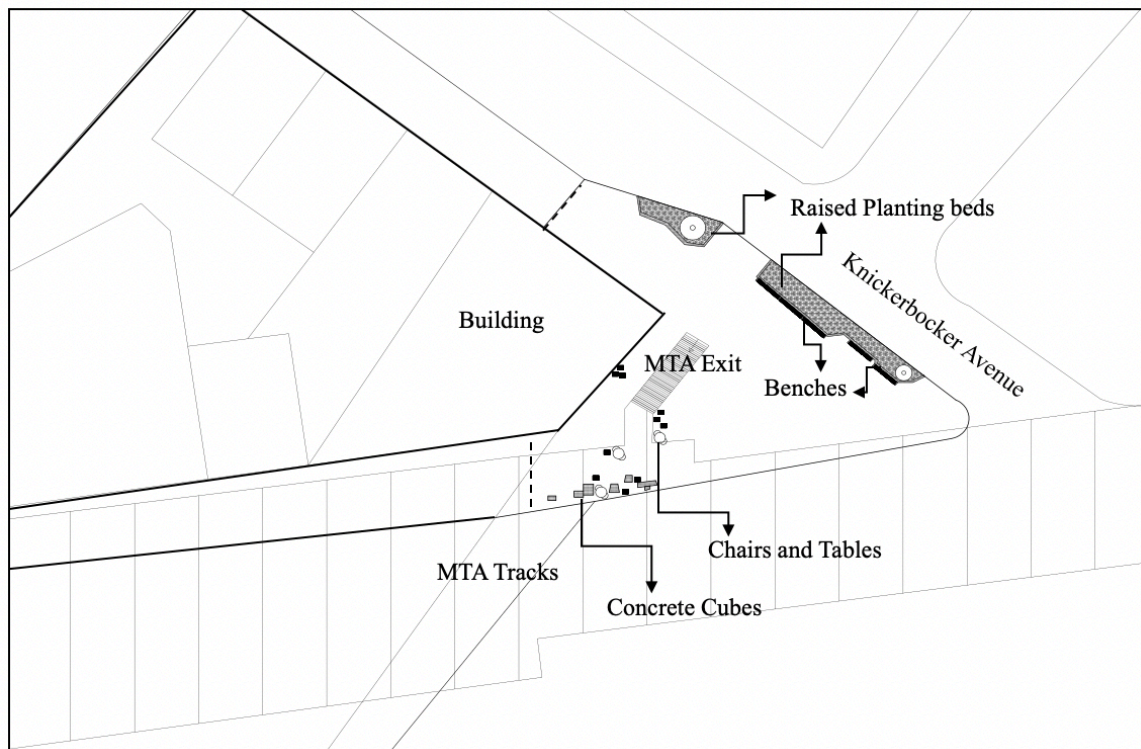 Raised Planting beds
Knickerbocker Avenue
Building
MTA Exit
Benches
Chairs and Tables
MTA Tracks
Concrete Cubes